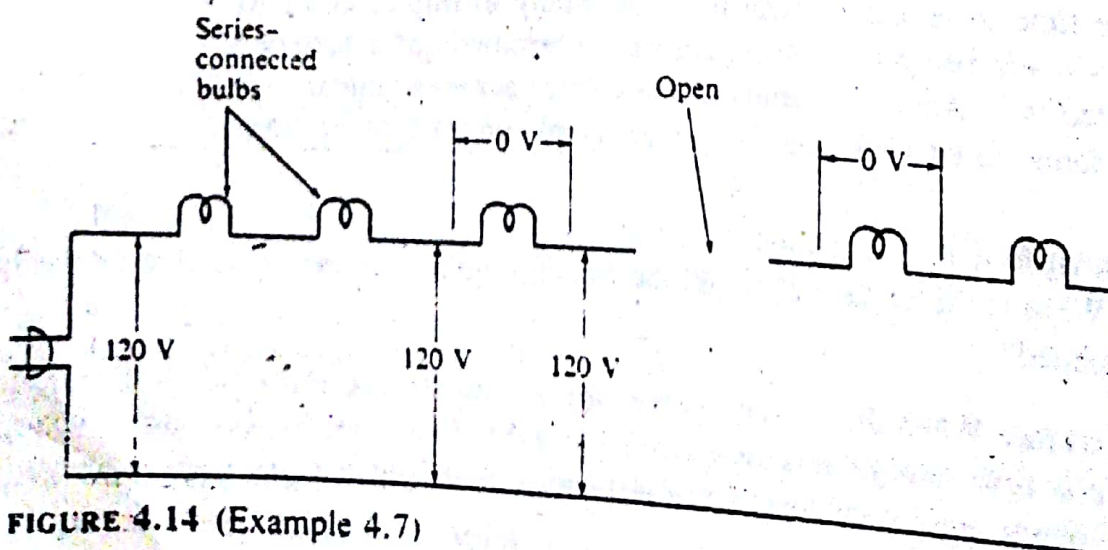 Series-
connected
bulbs
Open
0 V
0 V
120 V
120 V
120 V
FIGURE 4.14 (Example 4.7)